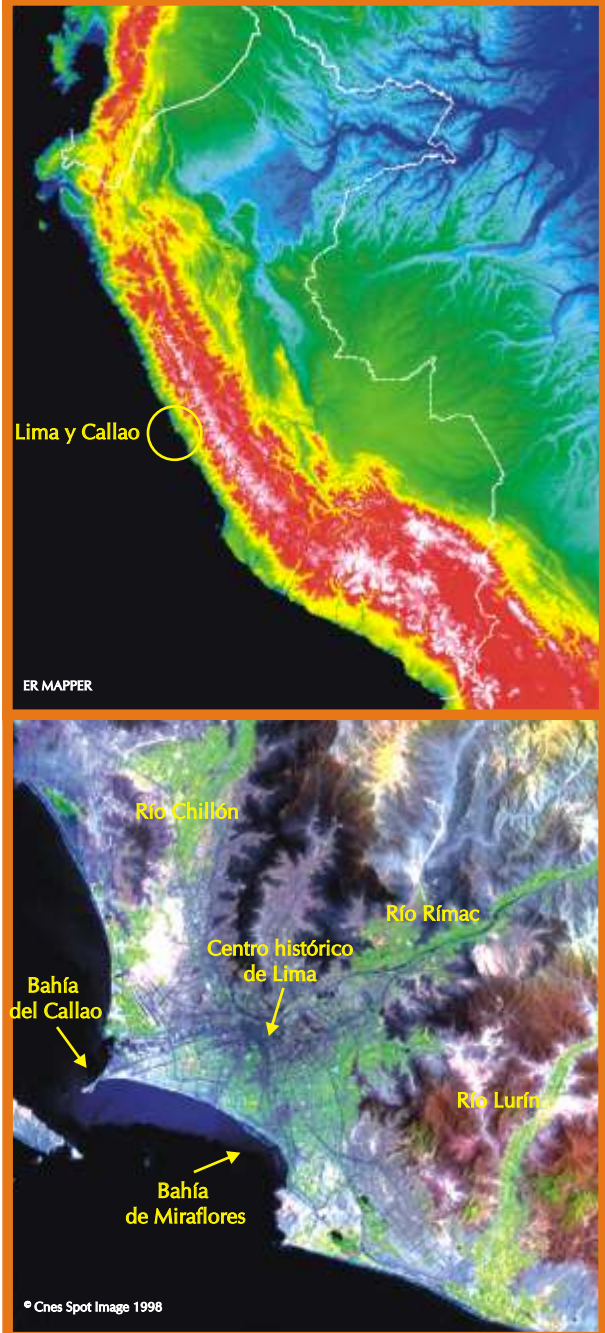 Lima y Callao
ER MAPPER
Río Chillón
Río Rímac
Centro histórico
de Lima
Bahía
del Callao
Río Lurín
Bahía
de Miraflores
© Cnes Spot Image 1998